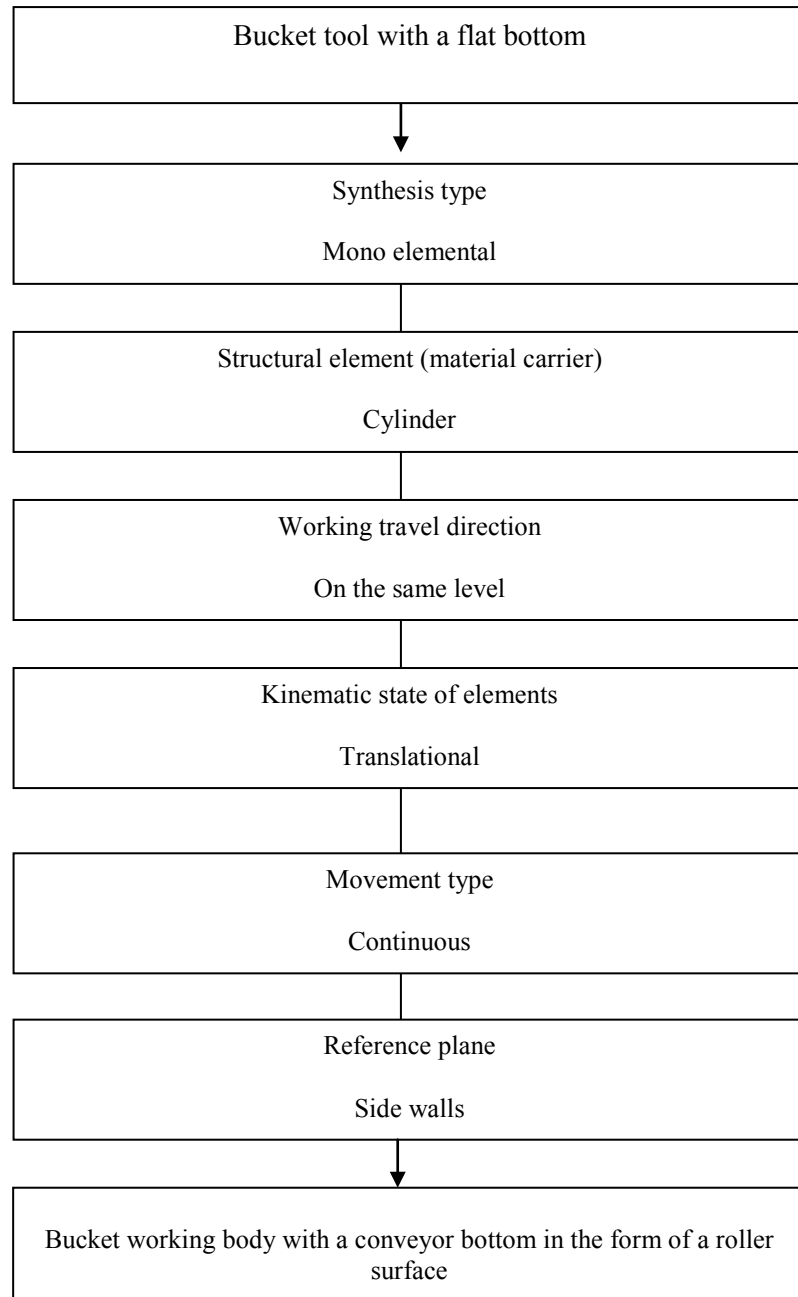 Bucket tool with a flat bottom
Synthesis type
Mono elemental
Structural element (material carrier)
Cylinder
Working travel direction
On the same level
Kinematic state of elements
Translational
Movement type
Continuous
Reference plane
Side walls
Bucket working body with a conveyor bottom in the form of a roller
surface